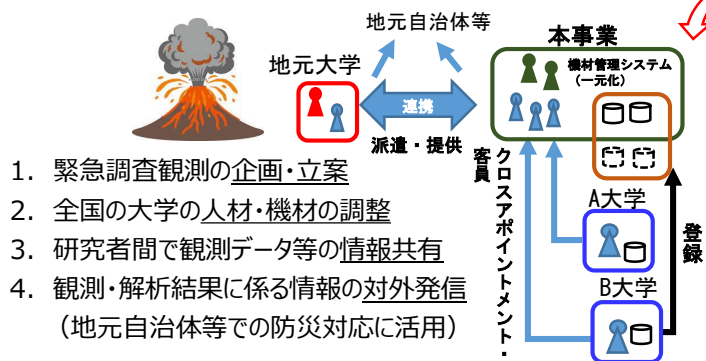 地元自治体等
本事業
地元大学
機材管理システム
(一元化)
連携
派遣・提供
クロスアポイントメント・
客員
A大学
登録
B大学
1. 緊急調査観測の企画・立案
2. 全国の大学の人材・機材の調整
3. 研究者間で観測データ等の情報共有
4. 観測・解析結果に係る情報の対外発信
(地元自治体等での防災対応に活用)